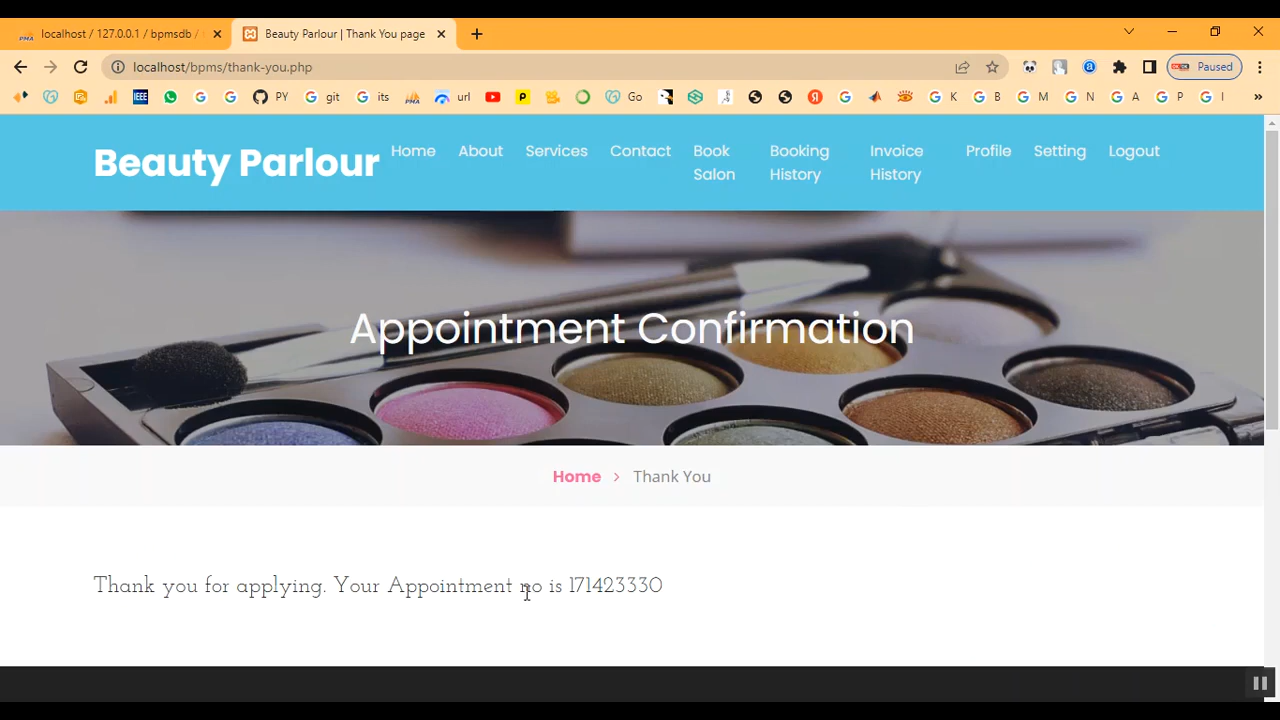 localhost / 127.0.0.1 / bpmsdb /
Beauty Parlour | Thank You page
localhost/bpms/thank-you.php
Paused
IEEE PY git its url Go K B M N A P I
Beauty Parlour
Home About Services Contact Book Salon Booking History Invoice History Profile Setting Logout
Appointment Confirmation
Home > Thank You
Thank you for applying. Your Appointment no is 171423330